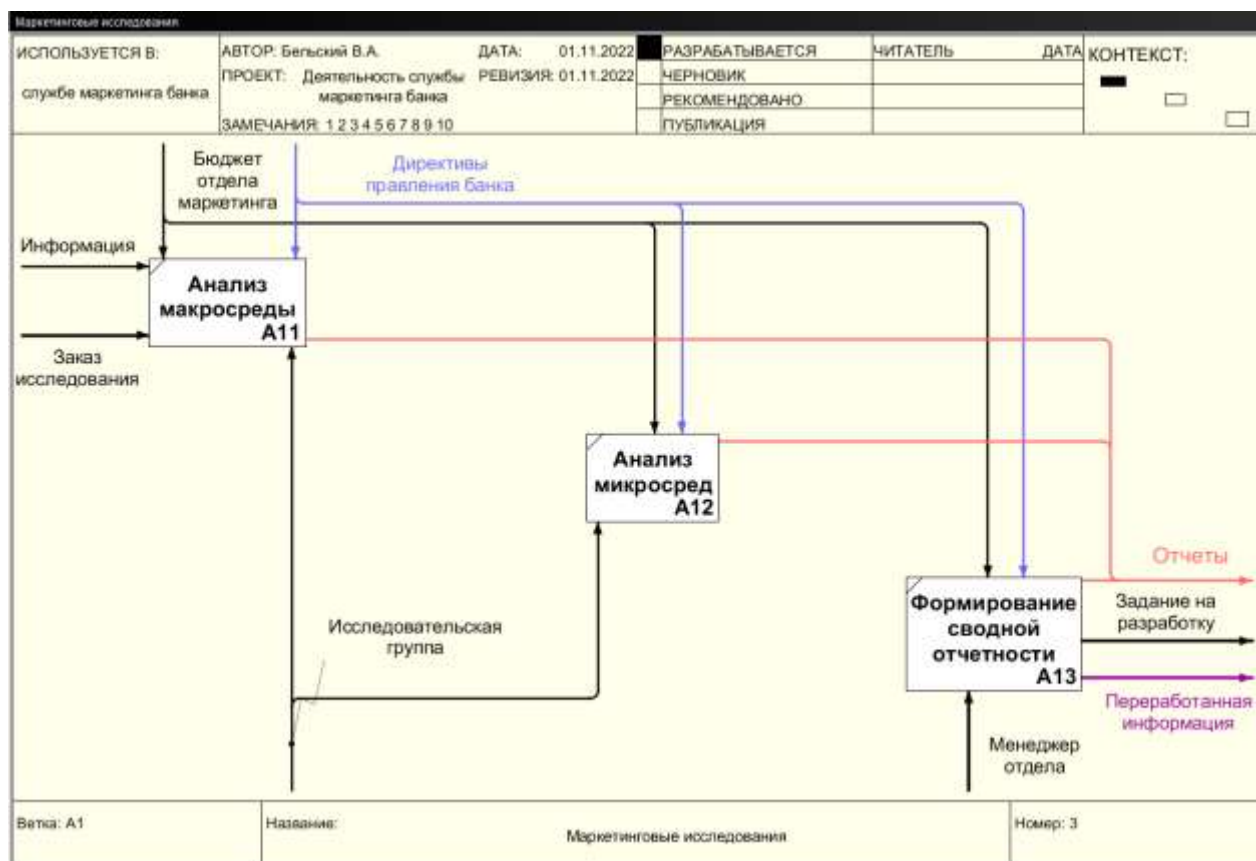 Маркетинговые исследования
ИСПОЛЬЗУЕТСЯ В:
службе маркетинга банка
АВТОР: Бельский В.А.
ДАТА: 01.11.2022
ПРОЕКТ: Деятельность службы
маркетинга банка
РЕВИЗИЯ: 01.11.2022
ЗАМЕЧАНИЯ: 1 2 3 4 5 6 7 8 9 10
РАЗРАБАТЫВАЕТСЯ
ЧЕРНОВИК
РЕКОМЕНДОВАНО
ПУБЛИКАЦИЯ
ЧИТАТЕЛЬ
ДАТА
КОНТЕКСТ:
Бюджет
отдела
маркетинга
Директивы
правления банка
Информация
Анализ
макросреды
A11
Заказ
исследования
Анализ
микросред
A12
Отчеты
Формирование
сводной
отчетности
A13
Задание на
разработку
Исследовательская
группа
Переработанная
информация
Менеджер
отдела
Ветка: A1
Название:
Маркетинговые исследования
Номер: 3